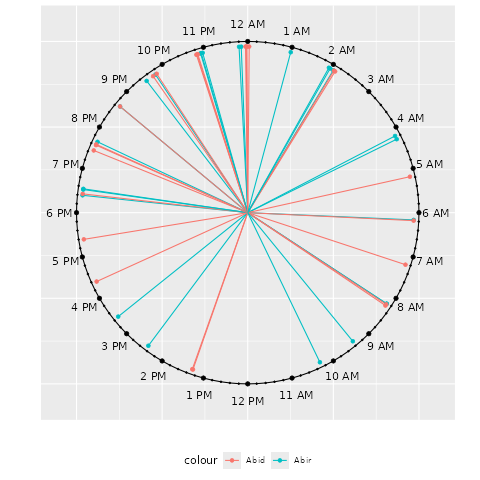 12 AM
11 PM
1 AM
10 PM
2 AM
9 PM
3 AM
8 PM
4 AM
7 PM
5 AM
6 PM
6 AM
5 PM
7 AM
4 PM
8 AM
3 PM
9 AM
2 PM
10 AM
1 PM
11 AM
12 PM
colour Abid Abir